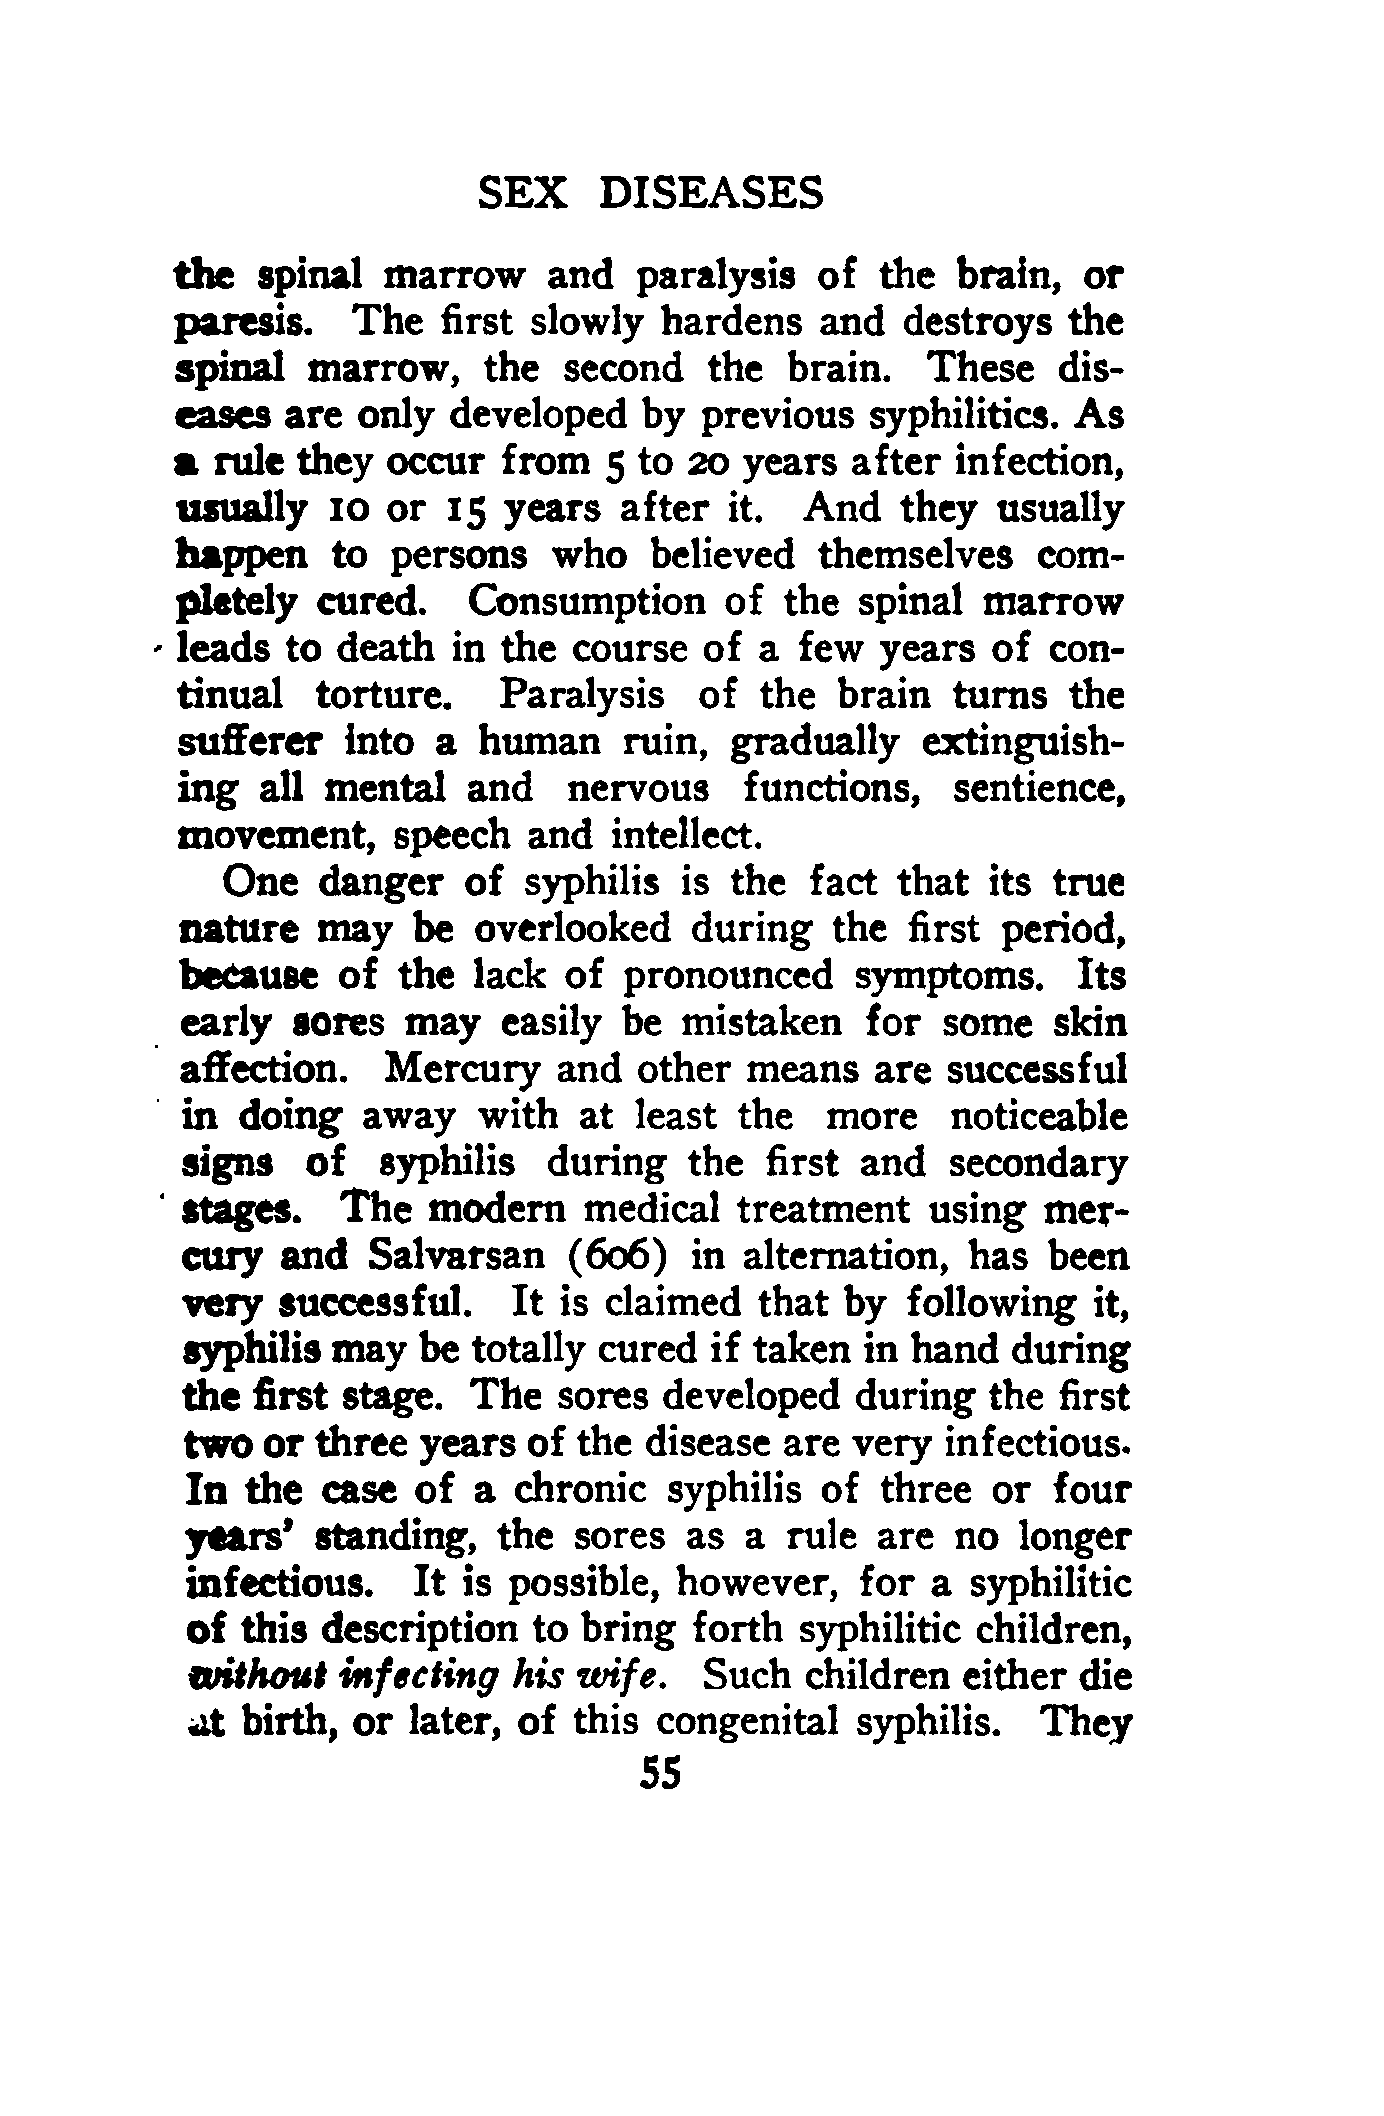 SEX DISEASES
the spinal marrow and paralysis of the brain, or
paresis. The first slowly hardens and destroys the
spinal marrow, the second the brain. These dis-
eases are only developed by previous syphilitics. As
a rule they occur from 5 to 20 years after infection,
usually 10 or 15 years after it. And they usually
happen to persons who believed themselves com-
pletely cured. Consumption of the spinal marrow
leads to death in the course of a few years of con-
tinual torture. Paralysis of the brain turns the
sufferer into a human ruin, gradually extinguish-
ing all mental and nervous functions, sentience,
movement, speech and intellect.
One danger of syphilis is the fact that its true
nature may be overlooked during the first period,
because of the lack of pronounced symptoms. Its
early sores may easily be mistaken for some skin
affection. Mercury and other means are successful
in doing away with at least the more noticeable
signs of syphilis during the first and secondary
stages. The modern medical treatment using mer-
cury and Salvarsan (606) in alternation, has been
very successful. It is claimed that by following it,
syphilis may be totally cured if taken in hand during
the first stage. The sores developed during the first
two or three years of the disease are very infectious.
In the case of a chronic syphilis of three or four
years' standing, the sores as a rule are no longer
infectious. It is possible, however, for a syphilitic
of this description to bring forth syphilitic children,
without infecting his wife. Such children either die
at birth, or later, of this congenital syphilis. They
55